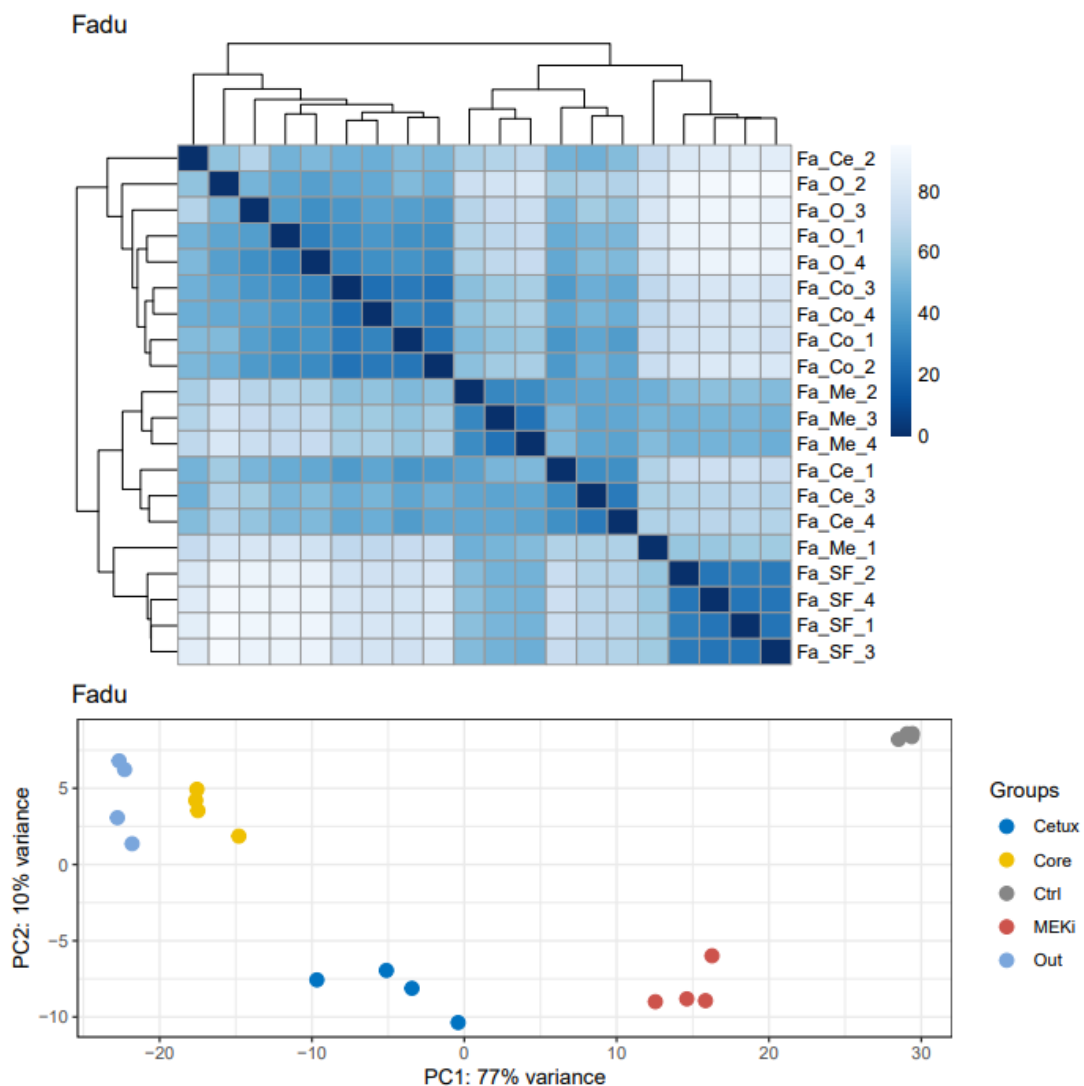 Fadu
Fa_Ce_2
Fa_O_2
Fa_O_3
Fa_O_1
Fa_O_4
Fa_Co_3
Fa_Co_4
Fa_Co_1
Fa_Co_2
Fa_Me_2
Fa_Me_3
Fa_Me_4
Fa_Ce_1
Fa_Ce_3
Fa_Ce_4
Fa_Me_1
Fa_SF_2
Fa_SF_4
Fa_SF_1
Fa_SF_3
80
60
40
20
0
Fadu
PC2: 10% variance
5
0
−5
−10
−20
−10
0
10
20
30
PC1: 77% variance
Groups
Cetux
Core
Ctrl
MEKi
Out